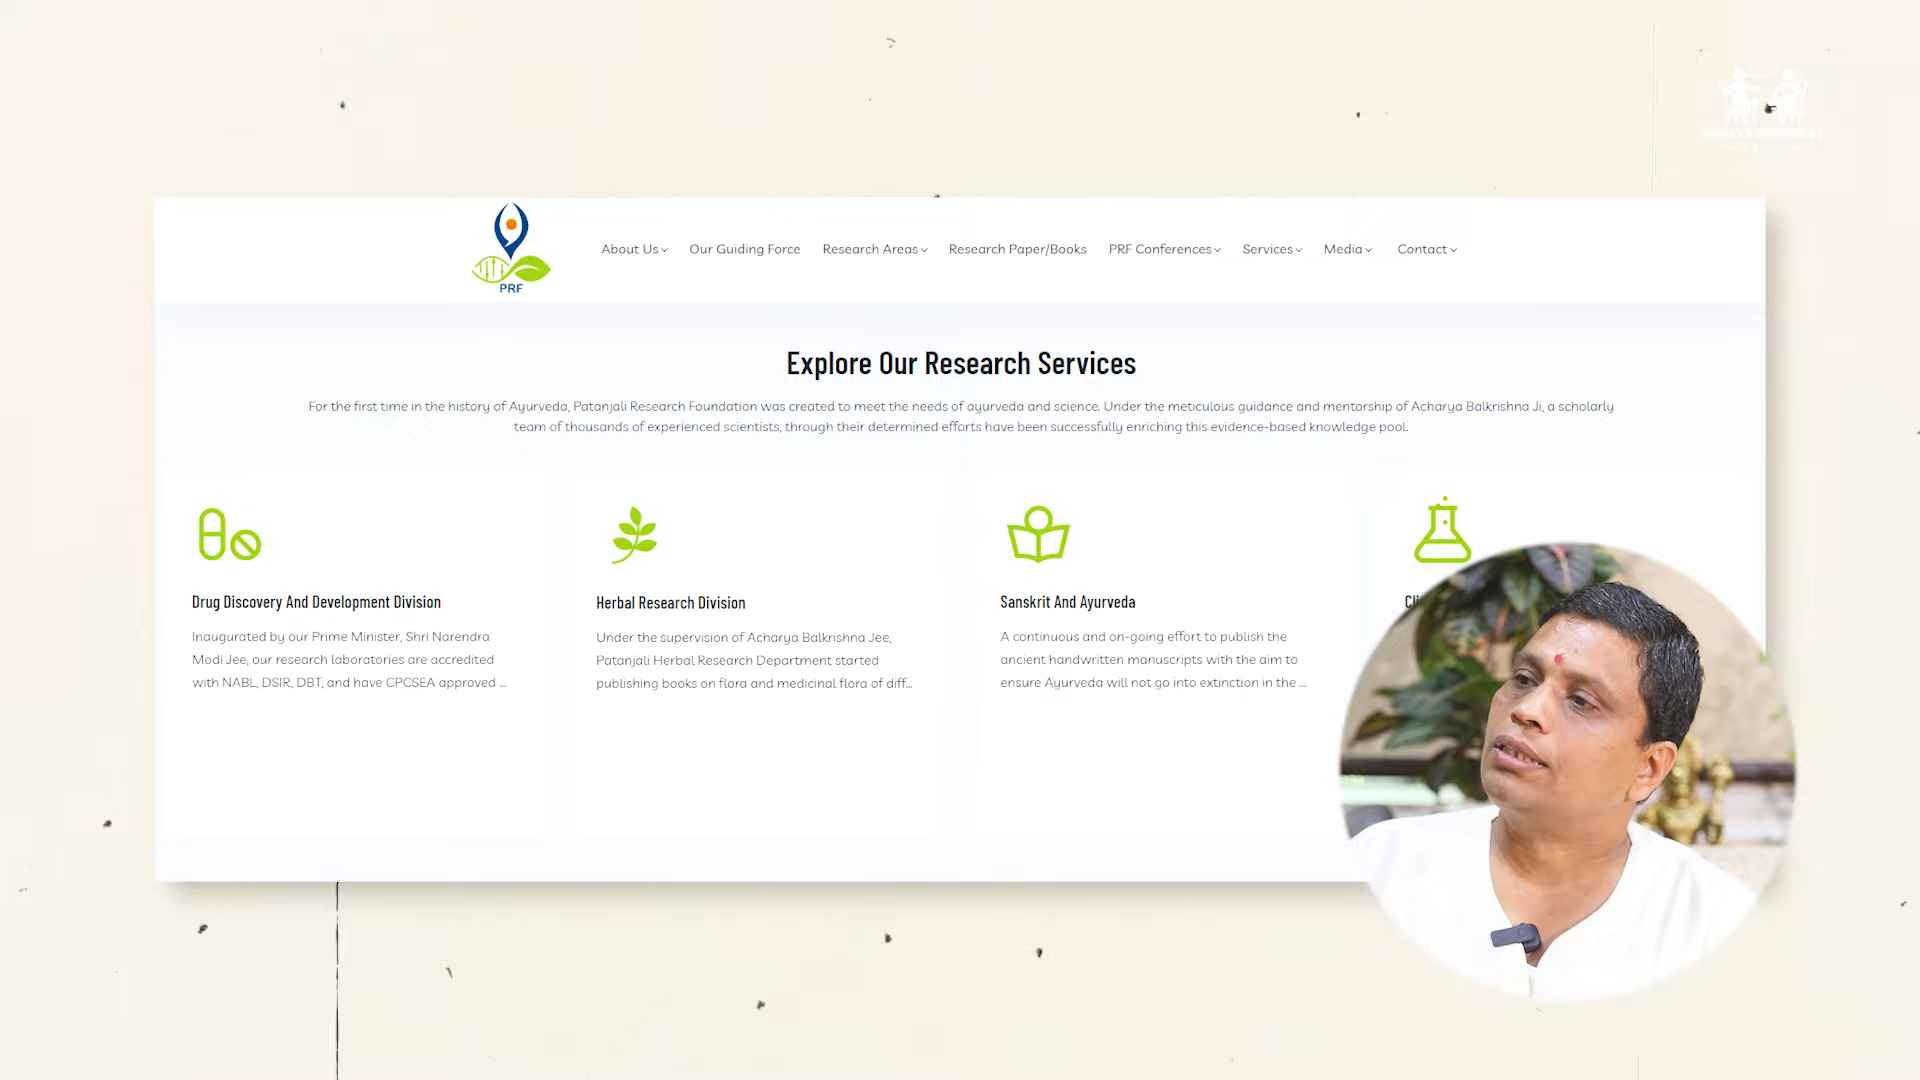 PRF
About Us
Our Guiding Force
Research Areas
Research Paper/Books
PRF Conferences
Services
Media
Contact
Explore Our Research Services
For the first time in the history of Ayurveda, Patanjali Research Foundation was created to meet the needs of ayurveda and science. Under the meticulous guidance and mentorship of Acharya Balkrishna Ji, a scholarly
team of thousands of experienced scientists, through their determined efforts have been successfully enriching this evidence-based knowledge pool.
Drug Discovery And Development Division
Inaugurated by our Prime Minister, Shri Narendra
Modi Jee, our research laboratories are accredited
with NABL, DSIR, DBT, and have CPCSEA approved ...
Herbal Research Division
Under the supervision of Acharya Balkrishna Jee,
Patanjali Herbal Research Department started
publishing books on flora and medicinal flora of diff...
Sanskrit And Ayurveda
A continuous and on-going effort to publish the
ancient handwritten manuscripts with the aim to
ensure Ayurveda will not go into extinction in the ...